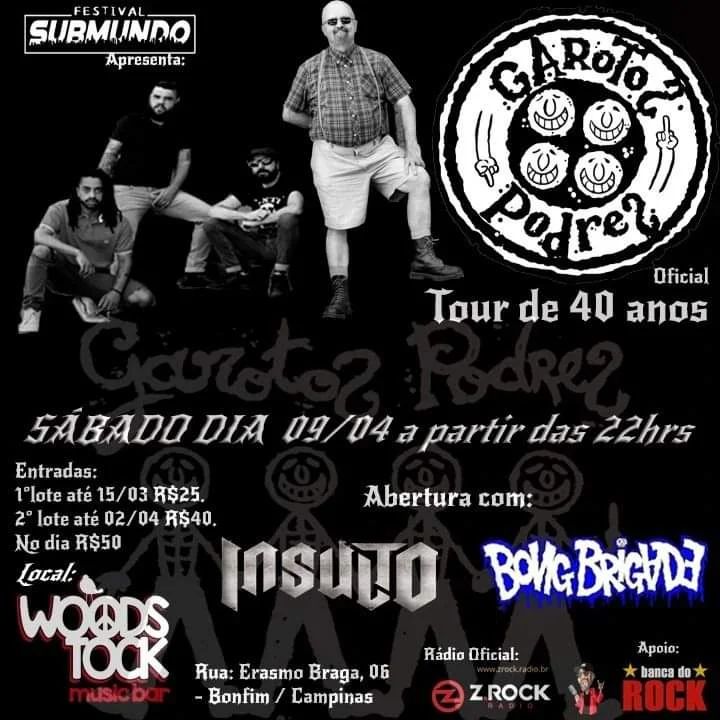 FESTIVAL
SUBMUNDO
Apresenta:
GAROTOS
PODRES
Oficial
Tour de 40 anos
Garotos Podres
SÁBADO DIA 09/04 a partir das 22hrs
Entradas:
1°lote até 15/03 R$25.
2° lote até 02/04 R$40.
No dia R$50
Abertura com:
INSULTO
BONG BRIGADE
Local:
WOODS
TOCK
music bar
Rua: Erasmo Braga, 06
- Bonfim / Campinas
Rádio Oficial:
www.zrock.radio.br
Z.ROCK
RADIO
Apoio:
banca do
ROCK